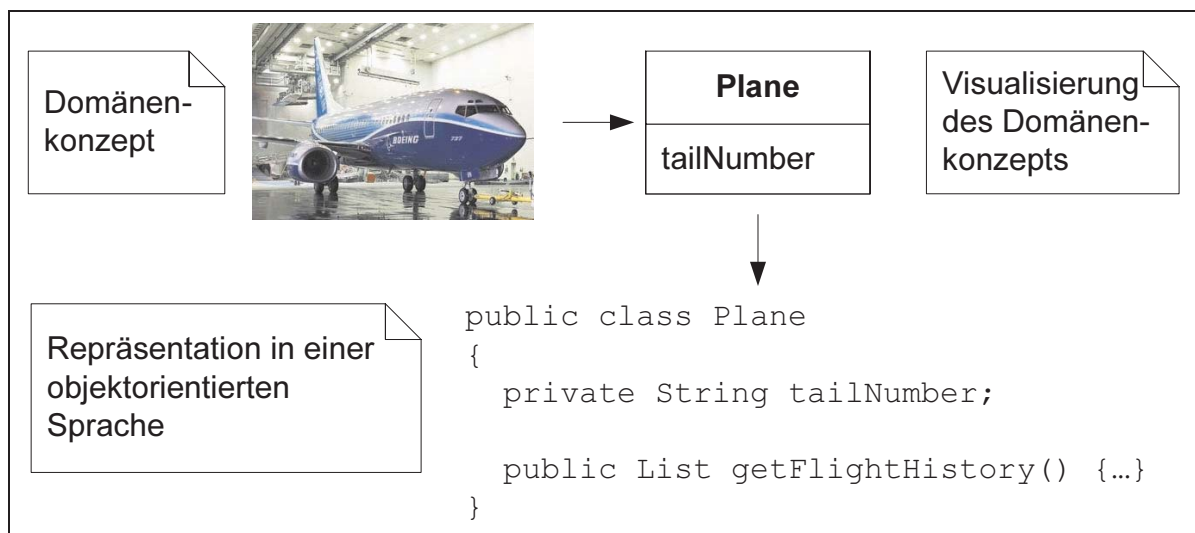 Domänen-
konzept
BOEING
737
Plane
tailNumber
Visualisierung
des Domänen-
konzepts
Repräsentation in einer
objektorientierten
Sprache
public class Plane
{
private String tailNumber;
public List getFlightHistory() {…}
}